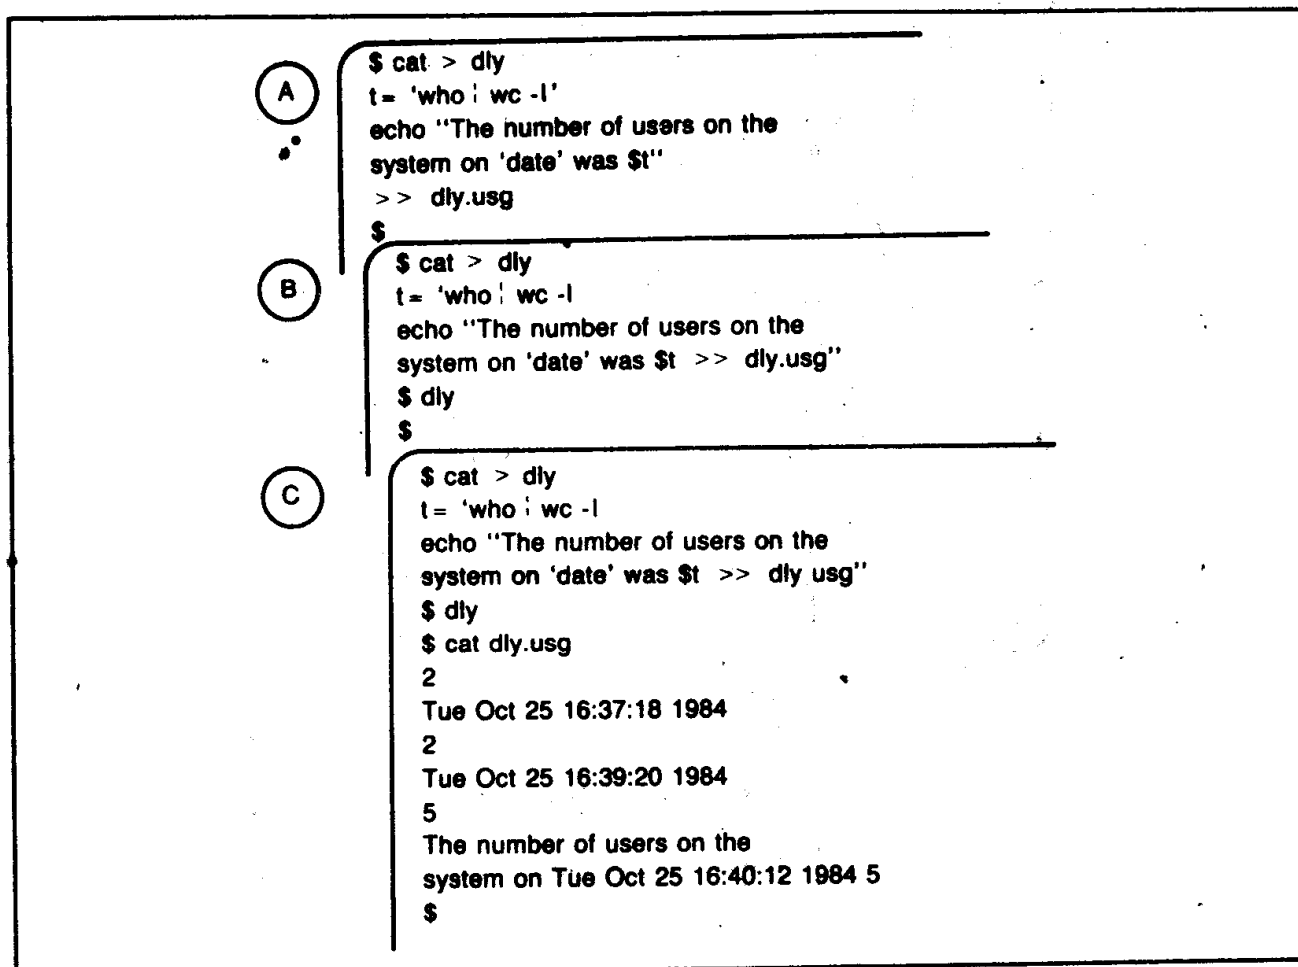 A
$ cat > dly
t= 'who ¦ wc -l'
echo "The number of users on the
system on 'date' was $t"
>> dly.usg
$
B
$ cat > dly
t= 'who ¦ wc -l
echo "The number of users on the
system on 'date' was $t >> dly.usg"
$ dly
$
C
$ cat > dly
t= 'who ¦ wc -l
echo "The number of users on the
system on 'date' was $t >> dly usg"
$ dly
$ cat dly.usg
2
Tue Oct 25 16:37:18 1984
2
Tue Oct 25 16:39:20 1984
5
The number of users on the
system on Tue Oct 25 16:40:12 1984 5
$